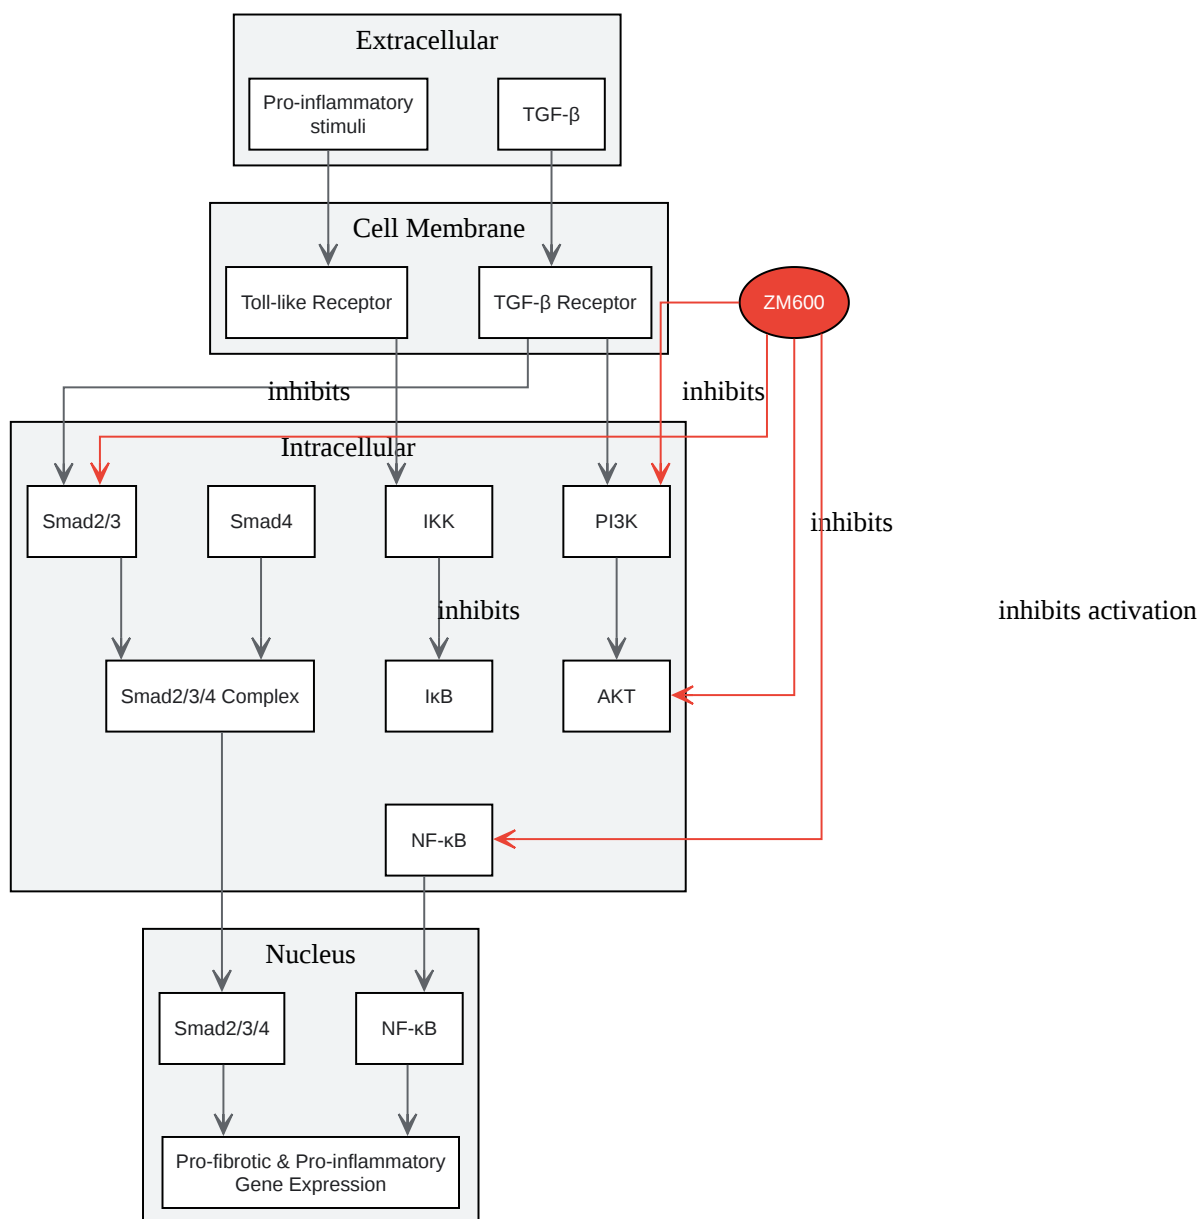 Extracellular
Pro-inflammatory
stimuli
TGF-β
Cell Membrane
Toll-like Receptor
TGF-β Receptor
ZM600
inhibits
inhibits
Intracellular
Smad2/3
Smad4
IKK
PI3K
inhibits
inhibits
inhibits activation
Smad2/3/4 Complex
IκB
AKT
NF-κB
Nucleus
Smad2/3/4
NF-κB
Pro-fibrotic & Pro-inflammatory
Gene Expression